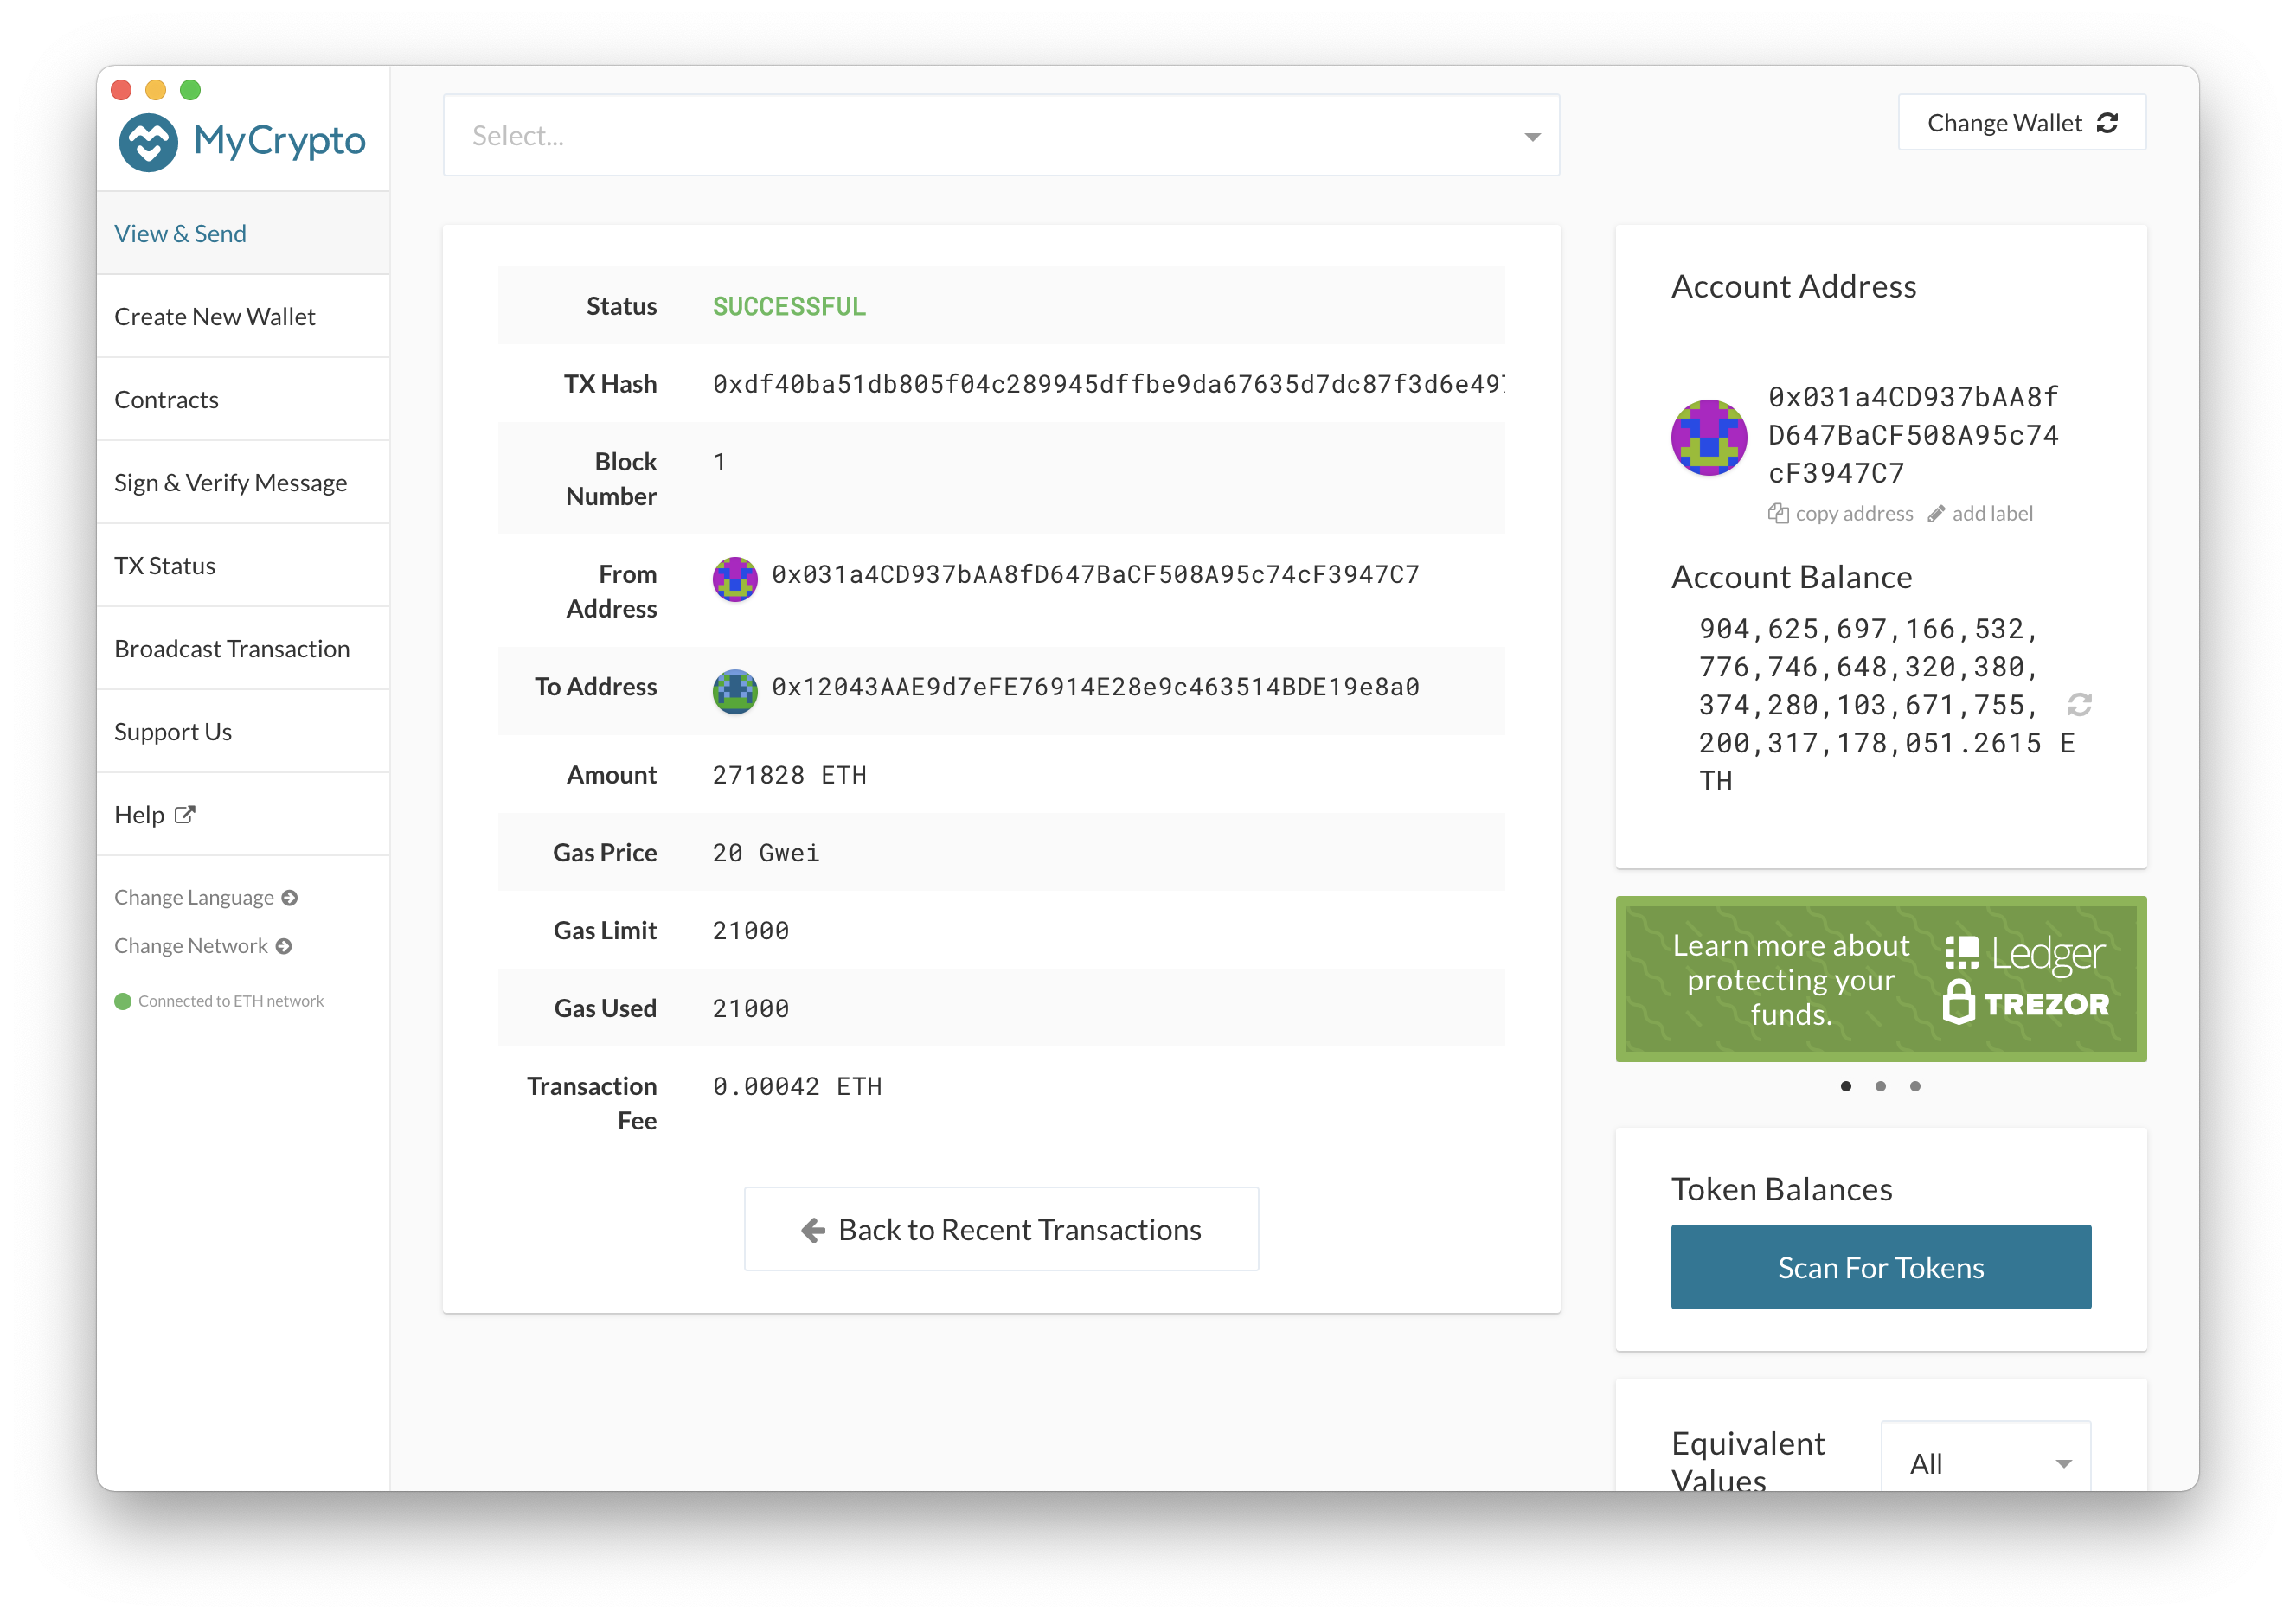 MyCrypto
View & Send
Create New Wallet
Contracts
Sign & Verify Message
TX Status
Broadcast Transaction
Support Us
Help
Change Language
Change Network
Connected to ETH network
Select...
Change Wallet
Status SUCCESSFUL
TX Hash 0xdf40ba51db805f04c289945dffbe9da67635d7dc87f3d6e497
Block 1
Number
From 0x031a4CD937bAA8fD647BaCF508A95c74cF3947C7
Address
To Address 0x12043AAE9d7eFE76914E28e9c463514BDE19e8a0
Amount 271828 ETH
Gas Price 20 Gwei
Gas Limit 21000
Gas Used 21000
Transaction 0.00042 ETH
Fee
Back to Recent Transactions
Account Address
0x031a4CD937bAA8f
D647BaCF508A95c74
cF3947C7
copy address add label
Account Balance
904,625,697,166,532,
776,746,648,320,380,
374,280,103,671,755,
200,317,178,051.2615 E
TH
Learn more about
protecting your
funds.
Ledger
TREZOR
Token Balances
Scan For Tokens
Equivalent
Values
All